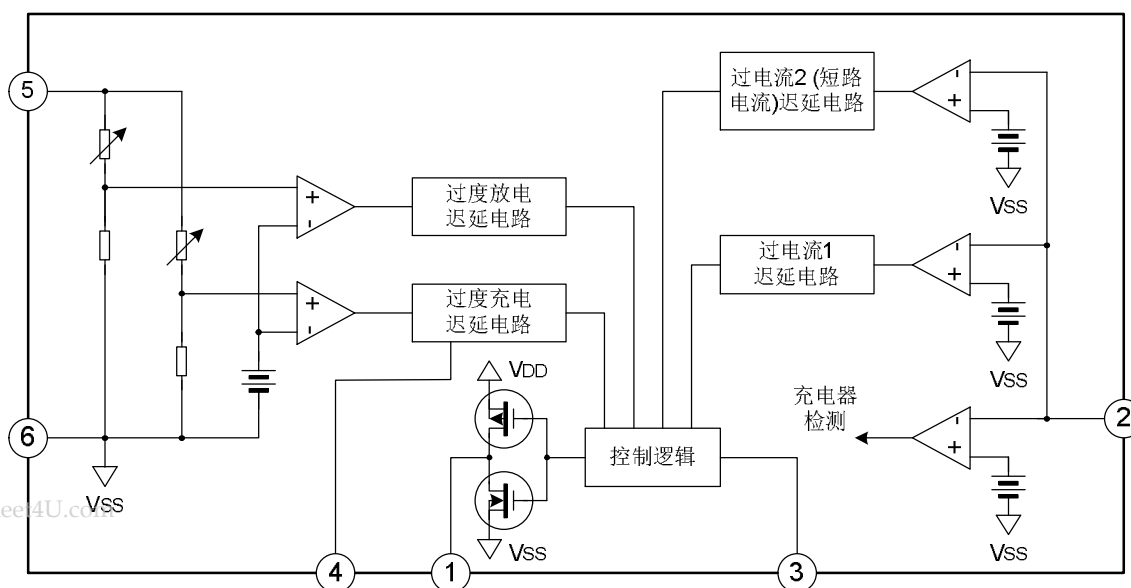 5
过电流2 (短路
电流)迟延电路
-
+
VSS
+
-
过度放电
迟延电路
过电流1
迟延电路
-
+
VSS
+
-
过度充电
迟延电路
VDD
充电器
检测
-
+
2
6
控制逻辑
VSS
eet4U.com
VSS
VSS
4
1
3